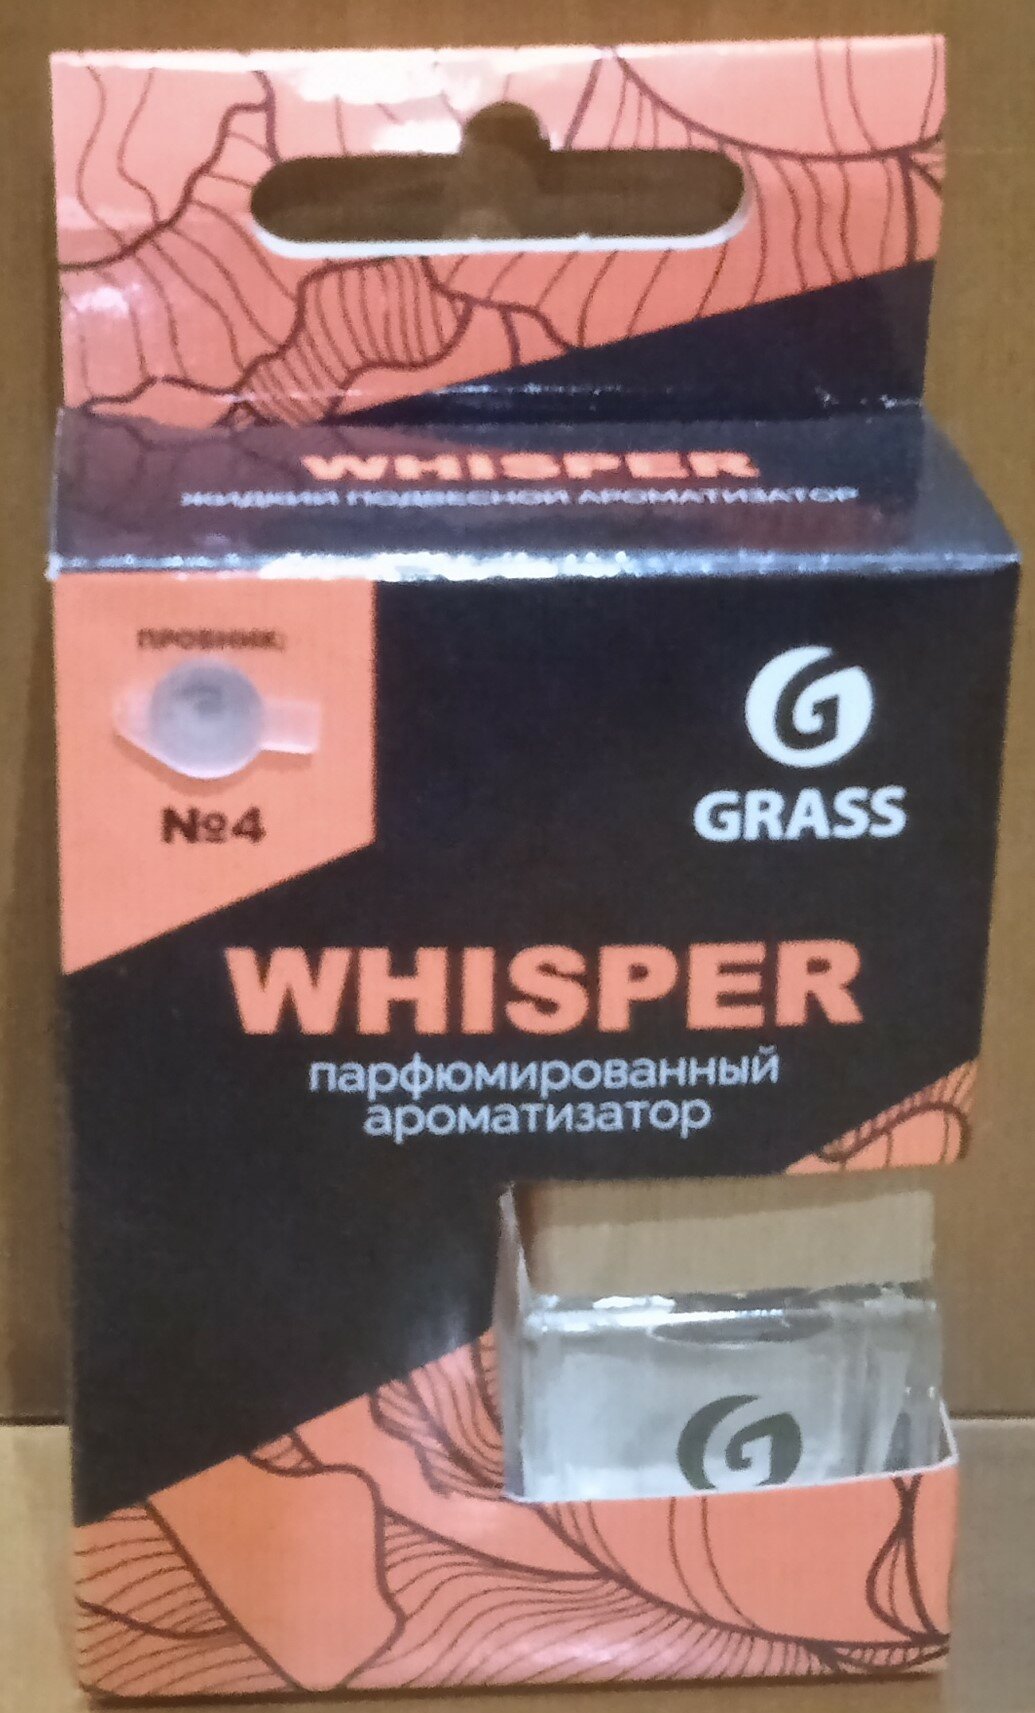 WHISPER
ЖИДКИЙ ПОДВЕСНОЙ АРОМАТИЗАТОР
ПРОБНИК:
№4
G
GRASS
WHISPER
парфюмированный
ароматизатор
G